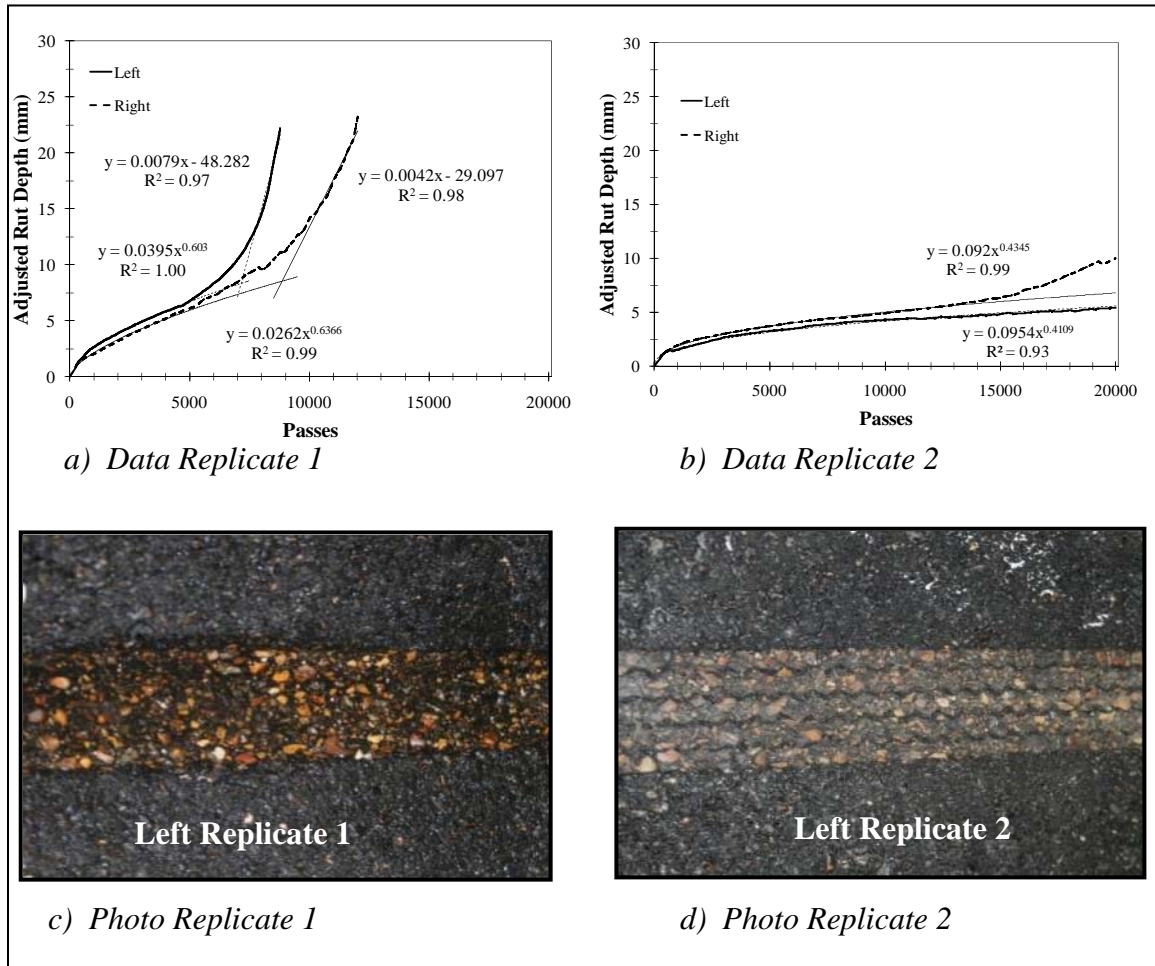 30
25
20
15
10
5
0
Adjusted Rut Depth (mm)
Left
Right
y = 0.0079x - 48.282
R² = 0.97
y = 0.0042x - 29.097
R² = 0.98
y = 0.0395x^0.603
R² = 1.00
y = 0.0262x^0.6366
R² = 0.99
0 5000 10000 15000 20000
Passes
a) Data Replicate 1
30
25
20
15
10
5
0
Adjusted Rut Depth (mm)
Left
Right
y = 0.092x^0.4345
R² = 0.99
y = 0.0954x^0.4109
R² = 0.93
0 5000 10000 15000 20000
Passes
b) Data Replicate 2
Left Replicate 1
c) Photo Replicate 1
Left Replicate 2
d) Photo Replicate 2